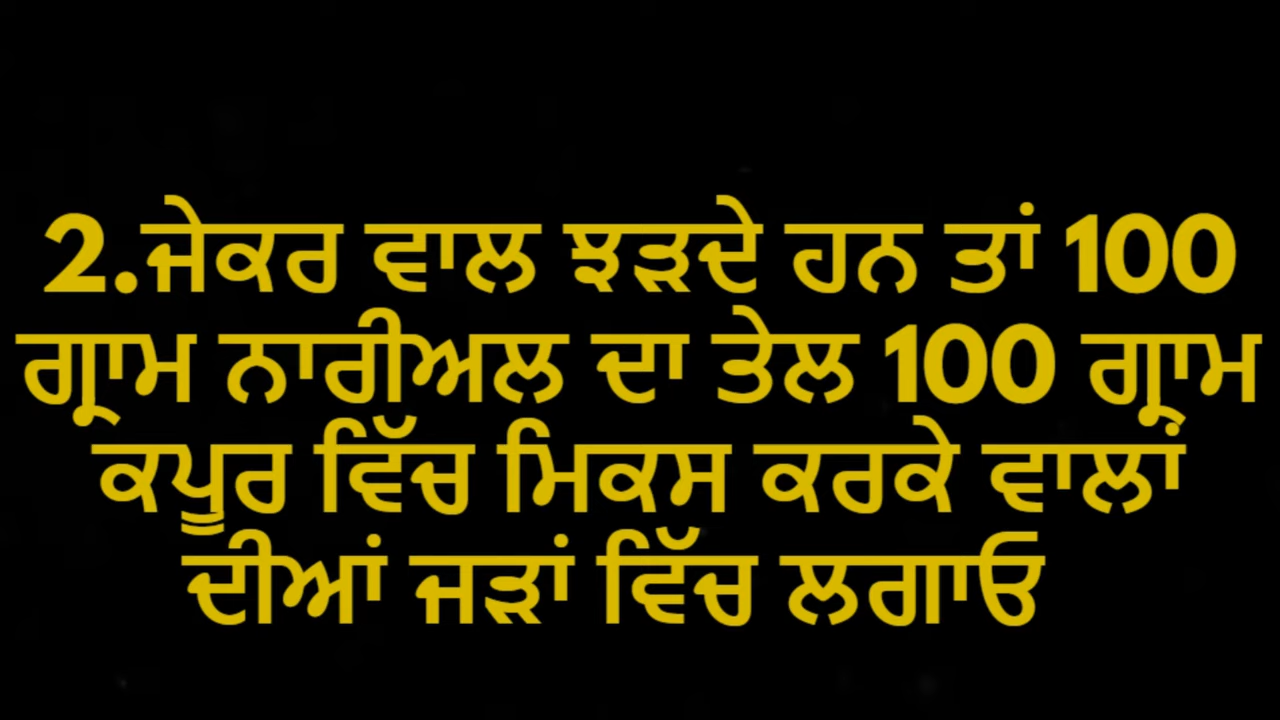 2.ਜੇਕਰ ਵਾਲ ਝੜਦੇ ਹਨ ਤਾਂ 100
ਗ੍ਰਾਮ ਨਾਰੀਅਲ ਦਾ ਤੇਲ 100 ਗ੍ਰਾਮ
ਕਪੂਰ ਵਿੱਚ ਮਿਕਸ ਕਰਕੇ ਵਾਲਾਂ
ਦੀਆਂ ਜੜਾਂ ਵਿੱਚ ਲਗਾਓ